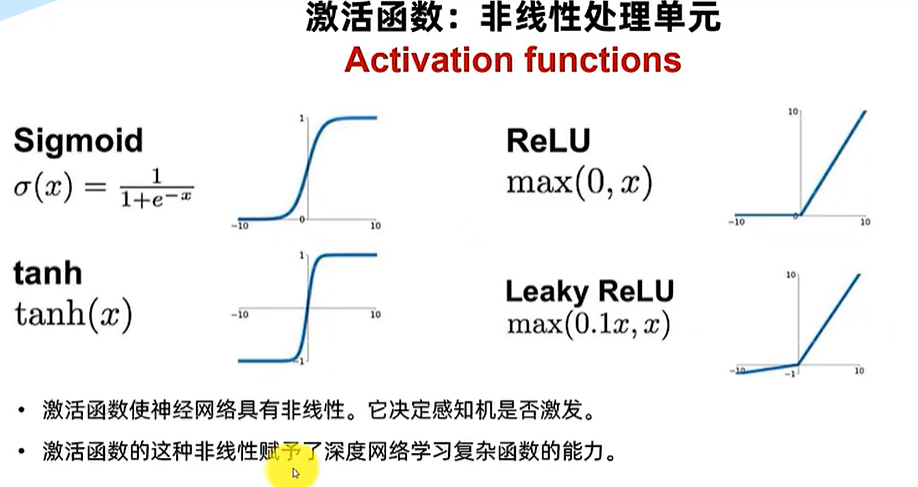 激活函数：非线性处理单元
Activation functions
Sigmoid
σ(x) = 1/(1+e^{-x})
1
0
-10
10
ReLU
max(0, x)
10
0
-10
10
tanh
tanh(x)
1
-10
10
-1
Leaky ReLU
max(0.1x, x)
10
-10
-1
10
• 激活函数使神经网络具有非线性。它决定感知机是否激发。
• 激活函数的这种非线性赋予了深度网络学习复杂函数的能力。